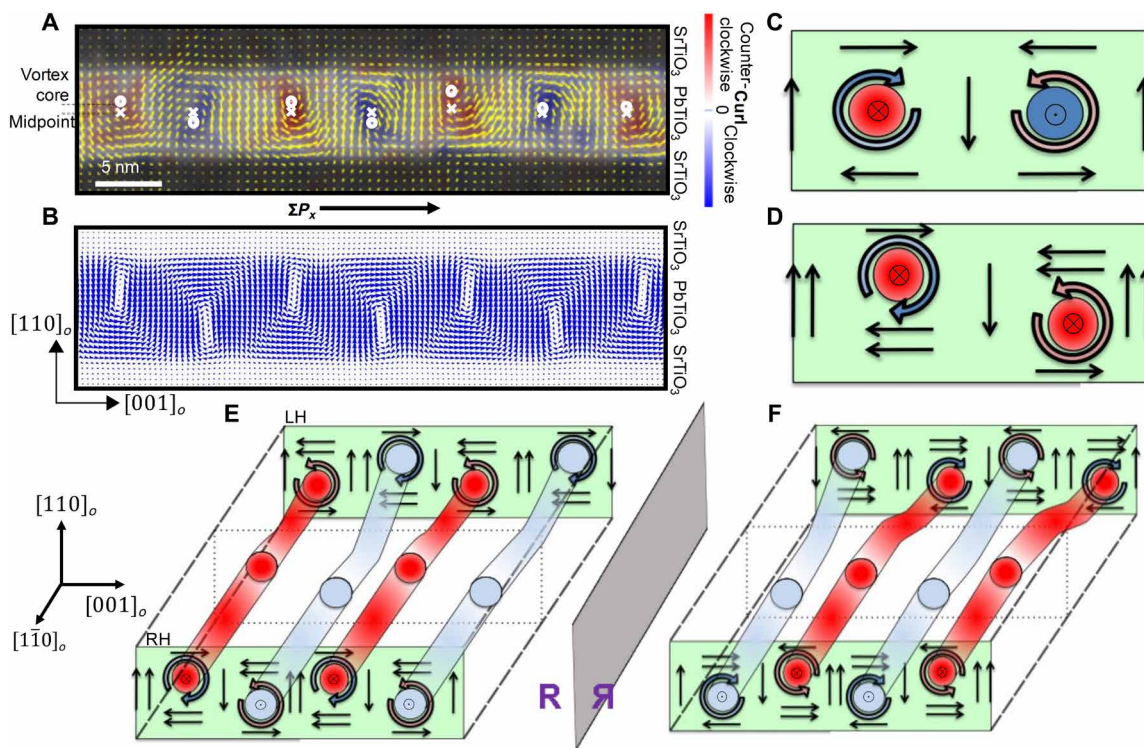 A
Vortex
core
Midpoint
5 nm
SrTiO3
PbTiO3
SrTiO3
Counter-
clockwise
0
Curl
Clockwise
ΣPx
B
SrTiO3
PbTiO3
SrTiO3
[110]o
[001]o
C
D
E
LH
RH
[110]o
[001]o
[11̄0]o
R Я
F